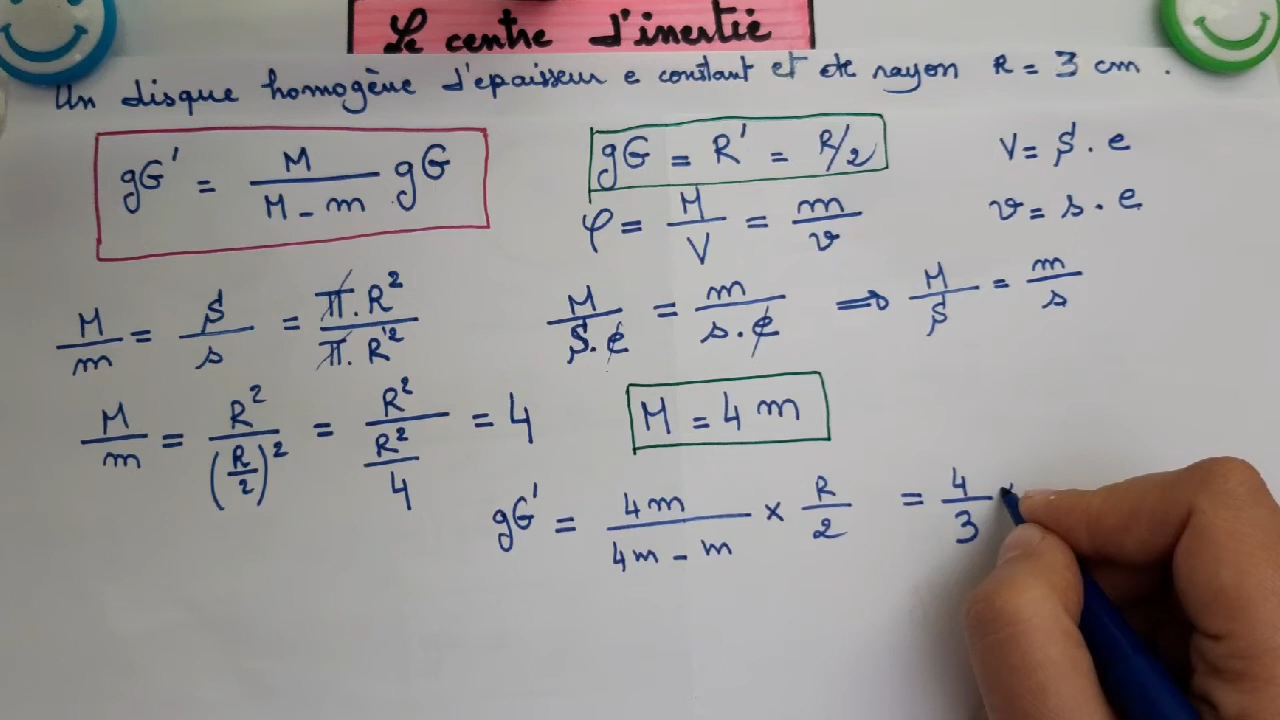 Le centre d'inertie
Un disque homogène d'epaisseur e constant et de rayon R = 3 cm .
gG' = M / (M - m) gG
gG = R' = R/2
V = S . e
φ = M / V = m / v
v = s . e
M / m = S / s = π.R² / π.R'²
M / S.e = m / s.e ⇒ M / S = m / s
M / m = R² / (R/2)² = R² / (R² / 4) = 4
M = 4 m
gG' = 4m / (4m - m) × R / 2 = 4 / 3